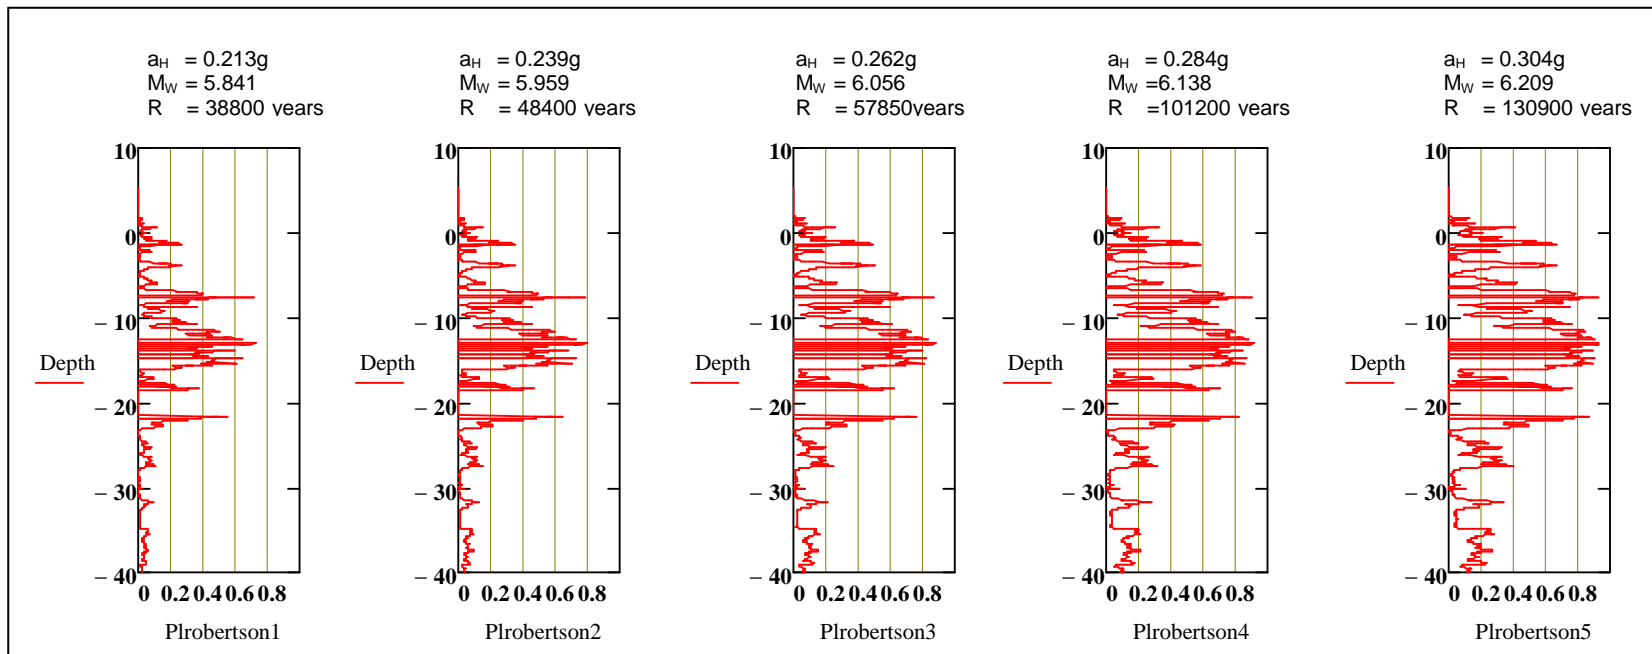 aH = 0.213g
MW = 5.841
R = 38800 years
10
0
− 10
− 20
− 30
− 40
Depth
0 0.2 0.4 0.6 0.8
Plrobertson1
aH = 0.239g
MW = 5.959
R = 48400 years
10
0
− 10
− 20
− 30
− 40
Depth
0 0.2 0.4 0.6 0.8
Plrobertson2
aH = 0.262g
MW = 6.056
R = 57850years
10
0
− 10
− 20
− 30
− 40
Depth
0 0.2 0.4 0.6 0.8
Plrobertson3
aH = 0.284g
MW = 6.138
R =101200 years
10
0
− 10
− 20
− 30
− 40
Depth
0 0.2 0.4 0.6 0.8
Plrobertson4
aH = 0.304g
MW = 6.209
R = 130900 years
10
0
− 10
− 20
− 30
− 40
Depth
0 0.2 0.4 0.6 0.8
Plrobertson5